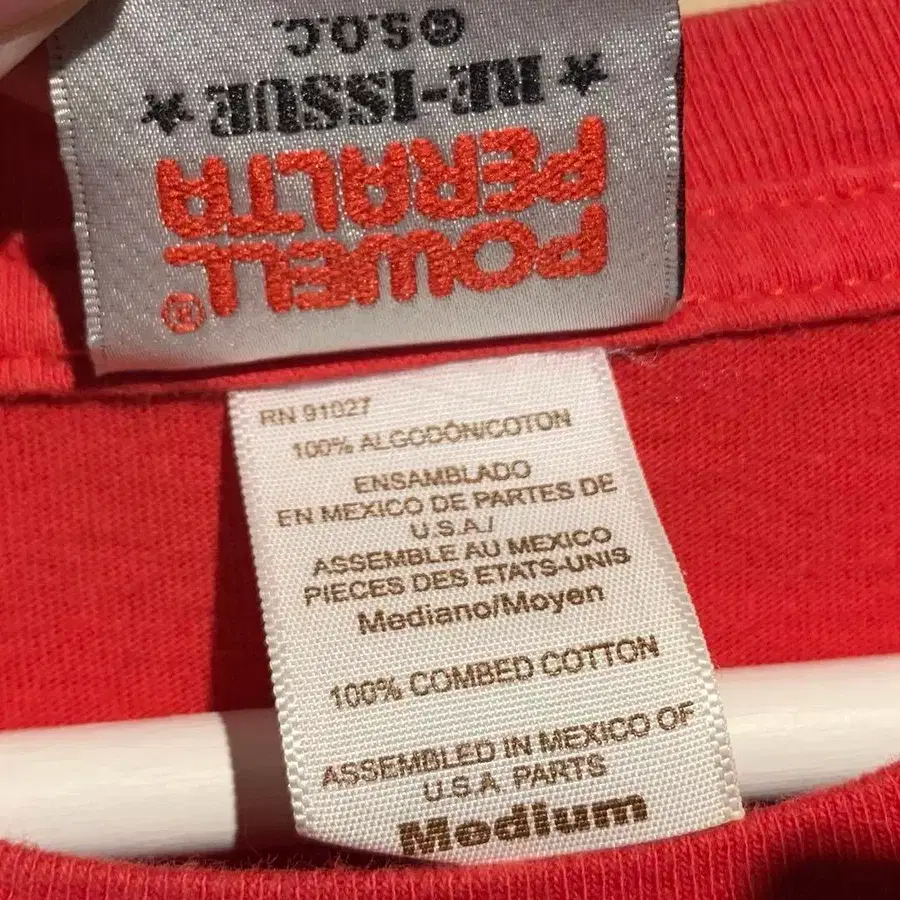 POWELL
PERALTA®
★ RE-ISSUE ★
©S.O.C.
RN 91027
100% ALGODÓN/COTON
ENSAMBLADO
EN MEXICO DE PARTES DE
U.S.A./
ASSEMBLE AU MEXICO
PIECES DES ETATS-UNIS
Mediano/Moyen
100% COMBED COTTON
ASSEMBLED IN MEXICO OF
U.S.A. PARTS
Medium